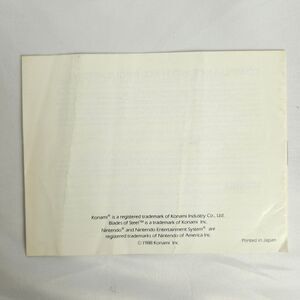 Konami® is a registered trademark of Konami Industry Co., Ltd.
Blades of Steel™ is a trademark of Konami Inc.
Nintendo® and Nintendo Entertainment System® are
registered trademarks of Nintendo of America Inc.
© 1988 Konami Inc.
Printed in Japan